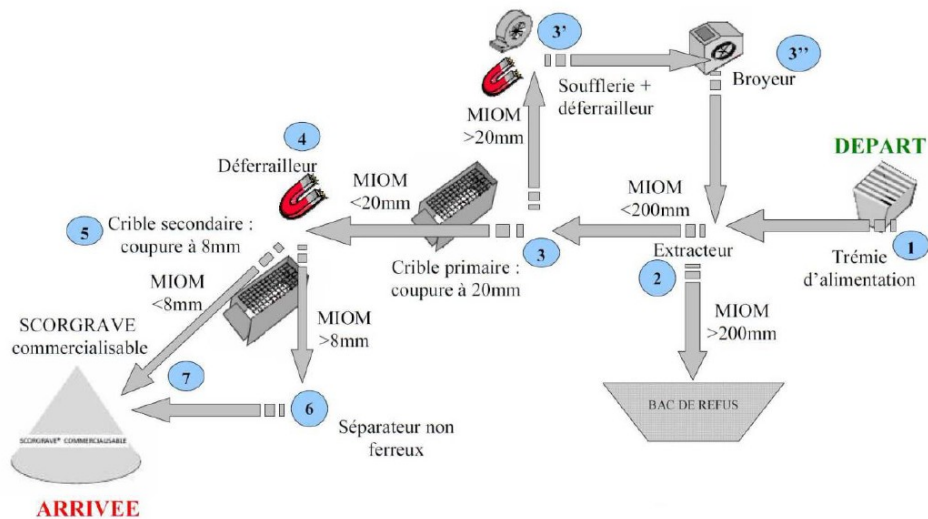 3'
3''
Soufflerie +
déferrailleur
Broyeur
MIOM
>20mm
4
Déferrailleur
DEPART
MIOM
<20mm
MIOM
<200mm
5
Crible secondaire :
coupure à 8mm
3
Extracteur
1
Crible primaire :
coupure à 20mm
2
Trémie
d'alimentation
MIOM
<8mm
MIOM
>8mm
MIOM
>200mm
SCORGRAVE
commercialisable
7
6
BAC DE REFUS
Séparateur non
ferreux
SCORGRAVE® COMMERCIALISABLE
ARRIVEE